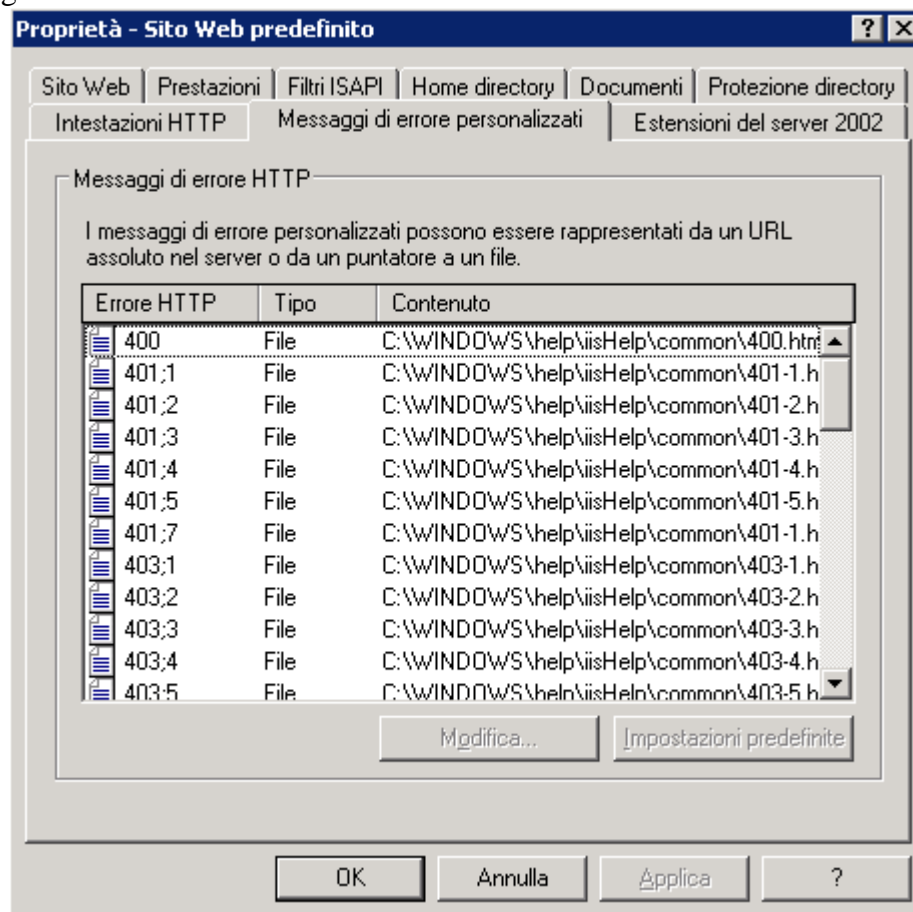 g
Proprietà - Sito Web predefinito
Sito Web Prestazioni Filtri ISAPI Home directory Documenti Protezione directory
Intestazioni HTTP Messaggi di errore personalizzati Estensioni del server 2002
Messaggi di errore HTTP
I messaggi di errore personalizzati possono essere rappresentati da un URL
assoluto nel server o da un puntatore a un file.
Errore HTTP Tipo Contenuto
400 File C:\WINDOWS\help\iisHelp\common\400.htm
401;1 File C:\WINDOWS\help\iisHelp\common\401-1.h
401;2 File C:\WINDOWS\help\iisHelp\common\401-2.h
401;3 File C:\WINDOWS\help\iisHelp\common\401-3.h
401;4 File C:\WINDOWS\help\iisHelp\common\401-4.h
401;5 File C:\WINDOWS\help\iisHelp\common\401-5.h
401;7 File C:\WINDOWS\help\iisHelp\common\401-1.h
403;1 File C:\WINDOWS\help\iisHelp\common\403-1.h
403;2 File C:\WINDOWS\help\iisHelp\common\403-2.h
403;3 File C:\WINDOWS\help\iisHelp\common\403-3.h
403;4 File C:\WINDOWS\help\iisHelp\common\403-4.h
403;5 File C:\WINDOWS\help\iisHelp\common\403-5.h
Modifica... Impostazioni predefinite
OK Annulla Applica ?